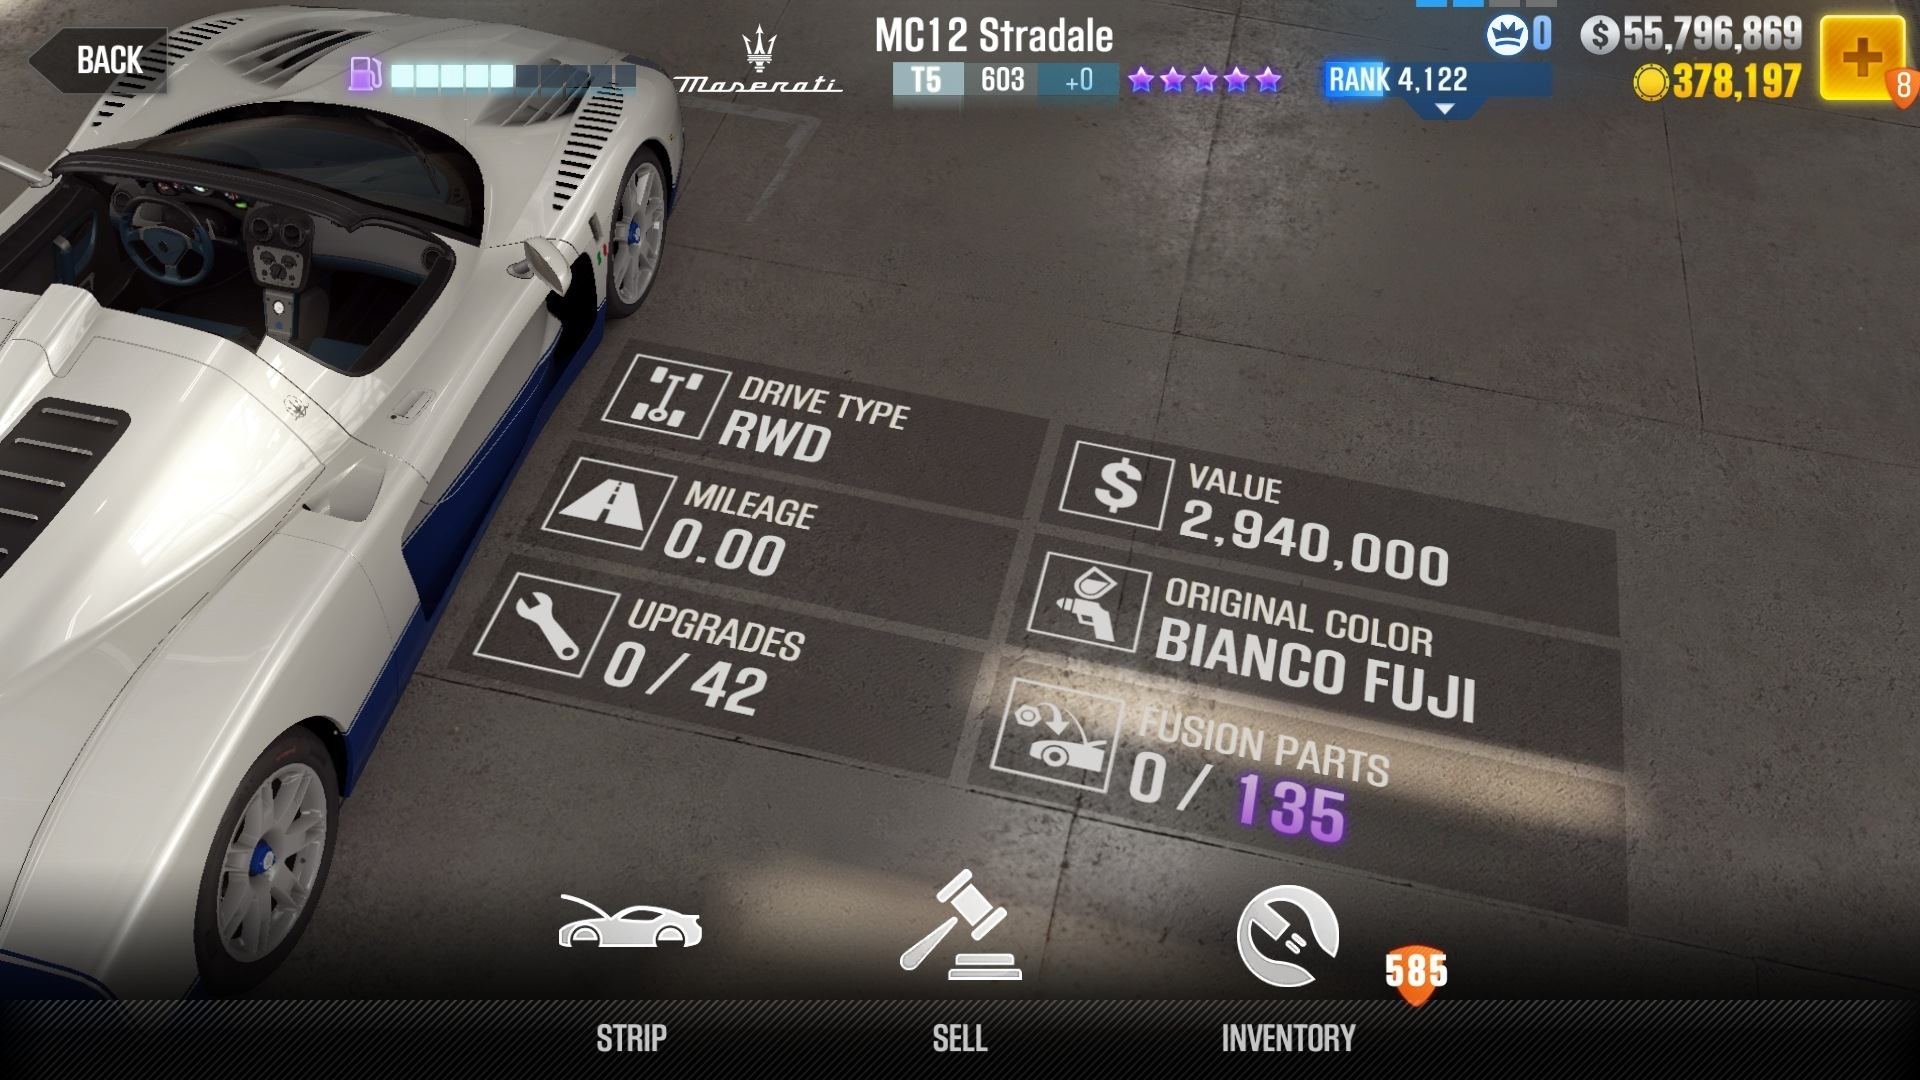 BACK
Maserati
MC12 Stradale
T5 603 +0
RANK 4,122
0
$ 55,796,869
378,197
8
DRIVE TYPE
RWD
MILEAGE
0.00
UPGRADES
0 / 42
$ VALUE
2,940,000
ORIGINAL COLOR
BIANCO FUJI
FUSION PARTS
0 / 135
585
STRIP
SELL
INVENTORY